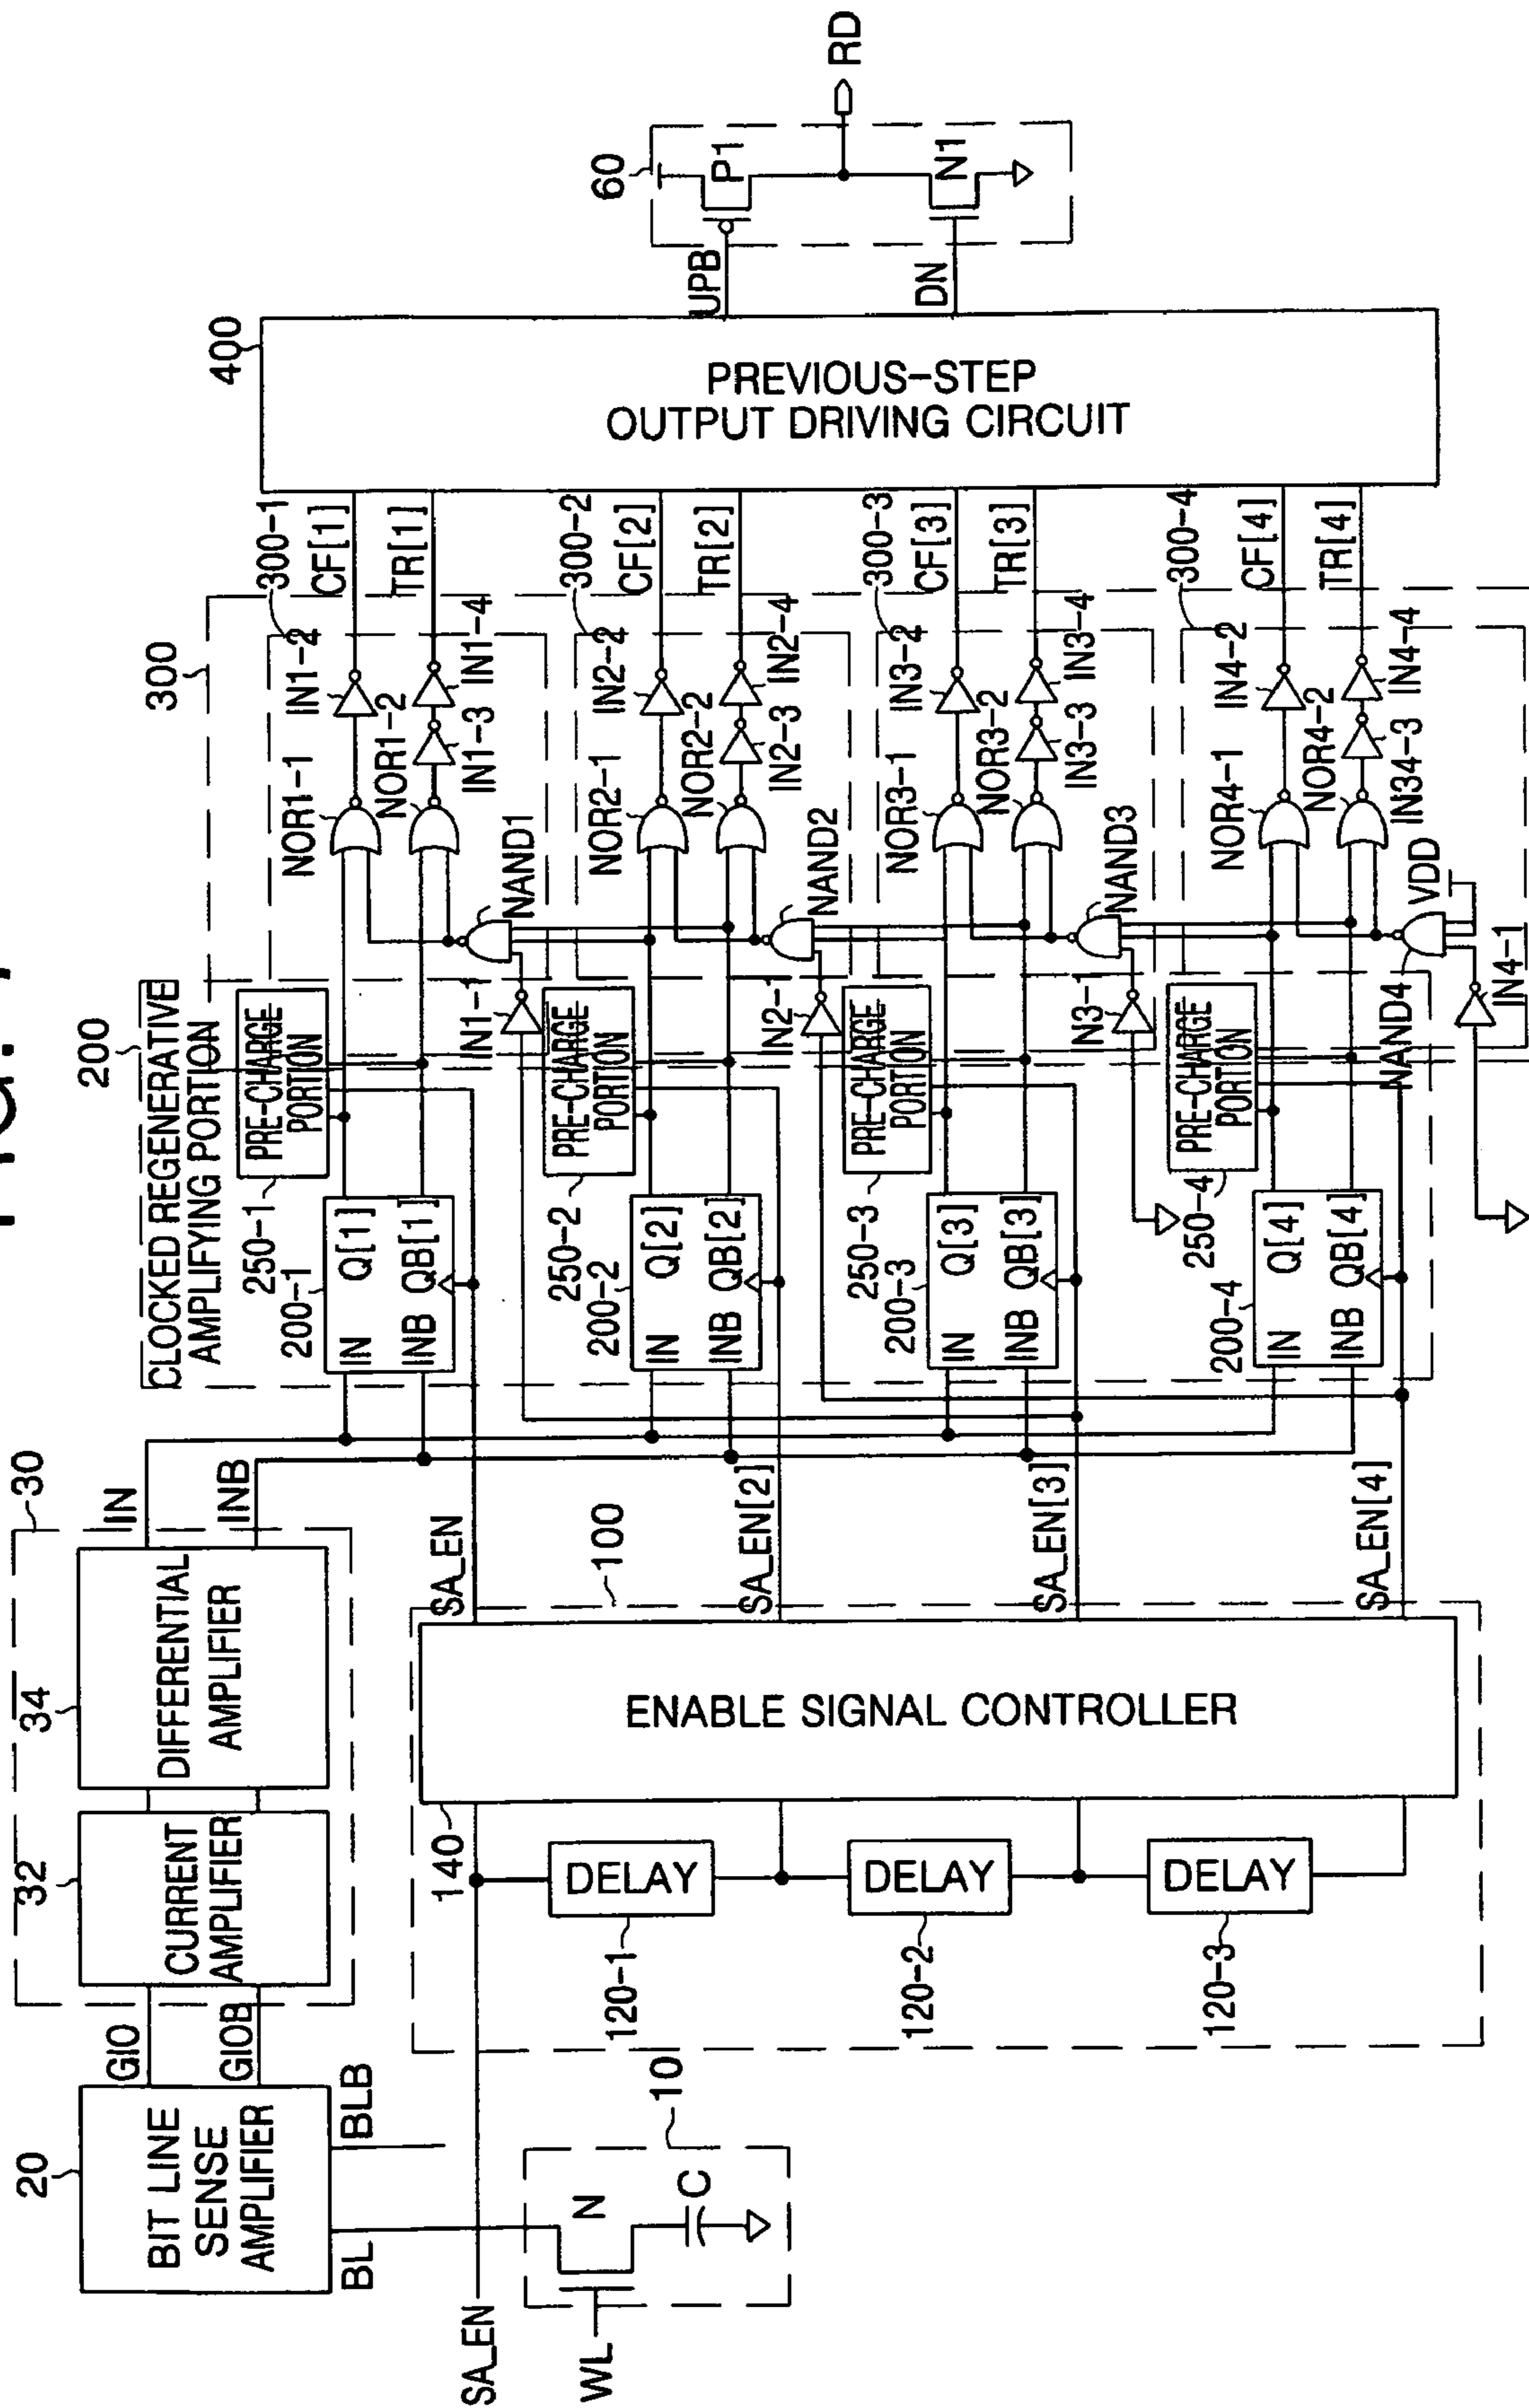 200
CLOCKED REGENERATIVE
AMPLIFYING PORTION
300
400
60
30
34
32
20
BIT LINE
SENSE
AMPLIFIER
GIO
GIOB
BL
BLB
CURRENT
AMPLIFIER
DIFFERENTIAL
AMPLIFIER
IN
INB
SA_EN
WL
N
C
10
140
DELAY
120-1
DELAY
120-2
DELAY
120-3
ENABLE SIGNAL CONTROLLER
100
SA_EN
SA_EN[2]
SA_EN[3]
SA_EN[4]
250-1
200-1
PRE-CHARGE
PORTION
IN Q[1]
INB QB[1]
IN1-1
NOR1-1
NOR1-2
NAND1
IN1-2
IN1-3
IN1-4
300-1
CF[1]
TR[1]
250-2
200-2
PRE-CHARGE
PORTION
IN Q[2]
INB QB[2]
IN2-1
NOR2-1
NOR2-2
NAND2
IN2-2
IN2-3
IN2-4
300-2
CF[2]
TR[2]
250-3
200-3
PRE-CHARGE
PORTION
IN Q[3]
INB QB[3]
N3-1
NOR3-1
NOR3-2
NAND3
IN3-2
IN3-3
IN3-4
300-3
CF[3]
TR[3]
250-4
200-4
PRE-CHARGE
PORTION
IN Q[4]
INB QB[4]
NAND4
IN4-1
VDD
NOR4-1
NOR4-2
IN4-2
IN34-3
IN4-4
300-4
CF[4]
TR[4]
PREVIOUS-STEP
OUTPUT DRIVING CIRCUIT
UPB
DN
P1
N1
RD